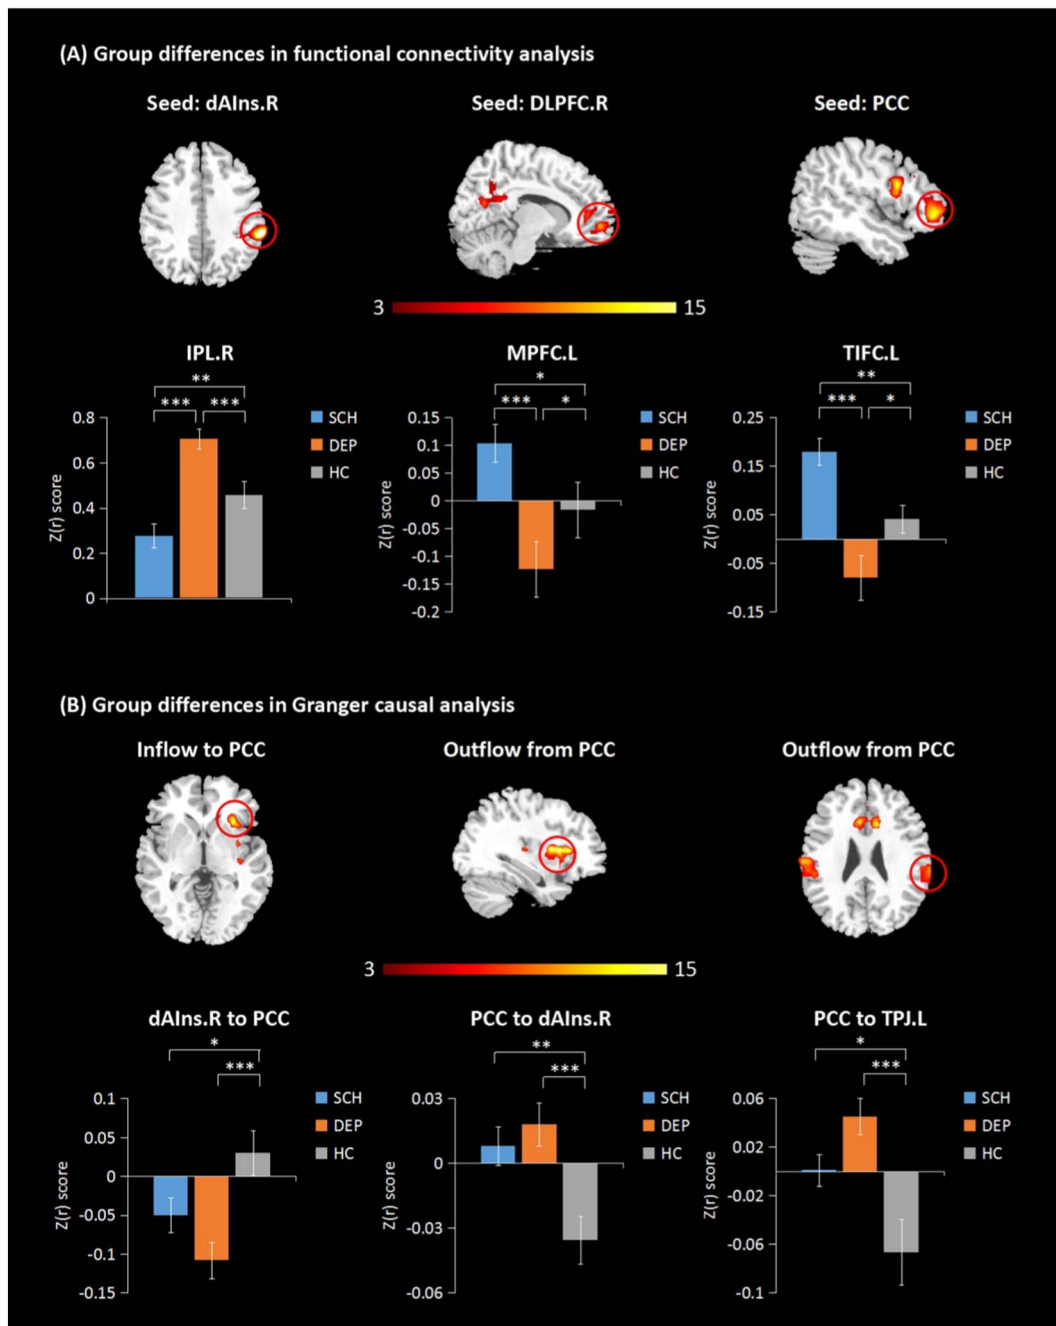 (A) Group differences in functional connectivity analysis
Seed: dAIns.R
Seed: DLPFC.R
Seed: PCC
3
15
IPL.R
**
***
***
0.8
0.6
0.4
0.2
0
Z(r) score
SCH
DEP
HC
MPFC.L
*
***
*
0.15
0.1
0.05
0
-0.05
-0.1
-0.15
-0.2
Z(r) score
SCH
DEP
HC
TIFC.L
**
***
*
0.25
0.15
0.05
-0.05
-0.15
Z(r) score
SCH
DEP
HC
(B) Group differences in Granger causal analysis
Inflow to PCC
Outflow from PCC
Outflow from PCC
3
15
dAIns.R to PCC
*
***
0.1
0.05
0
-0.05
-0.1
-0.15
Z(r) score
SCH
DEP
HC
PCC to dAIns.R
**
***
0.03
0
-0.03
-0.06
Z(r) score
SCH
DEP
HC
PCC to TPJ.L
*
***
0.06
0.02
-0.02
-0.06
-0.1
Z(r) score
SCH
DEP
HC